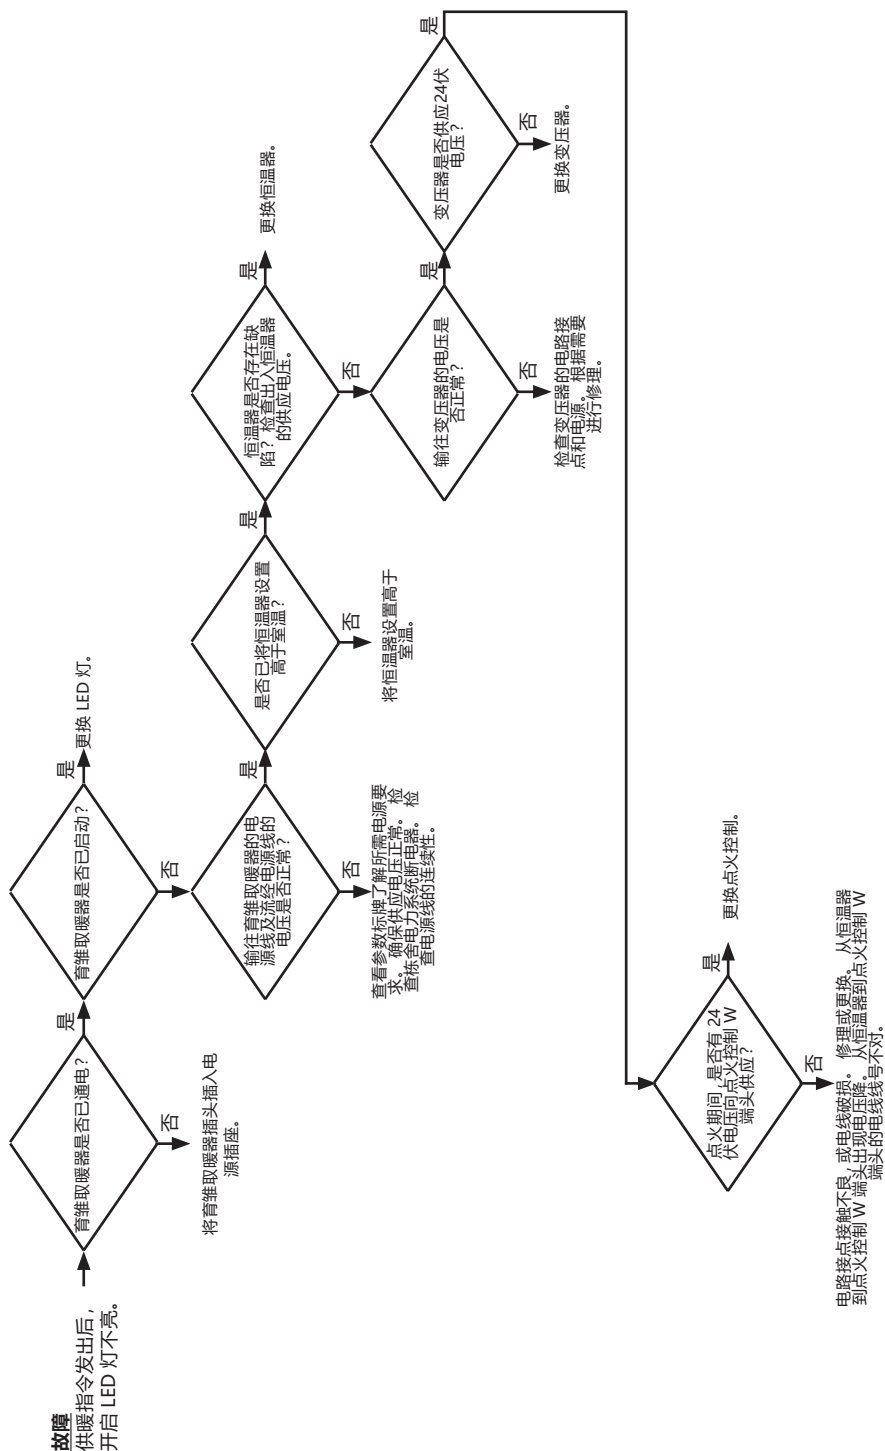 故障
供暖指令发出后，
开启 LED 灯不亮。
育雏取暖器是否已通电？
是
否
将育雏取暖器插头插入电
源插座。
育雏取暖器是否已启动？
是
更换 LED 灯。
否
输往育雏取暖器的电
源线及流经电源线的
电压是否正常？
是
否
查看参数标牌了解所需电源要
求。 确保供应电压正常。 检
查栋舍电力系统断电器。 检
查电源线的连续性。
是否已将恒温器设置
高于室温？
是
否
将恒温器设置高于
室温。
恒温器是否存在缺
陷？检查出入恒温器
的供应电压。
是
更换恒温器。
否
输往变压器的电压是
否正常？
是
否
检查变压器的电路接
点和电源。 根据需要
进行修理。
变压器是否供应24伏
电压？
是
否
更换变压器。
点火期间，是否有 24
伏电压向点火控制 W
端头供应？
是
更换点火控制。
否
电路接点接触不良，或电线破损。 修理或更换。 从恒温器
到点火控制 W 端头出现电压降。 从恒温器到点火控制 W
端头的电线线号不对。